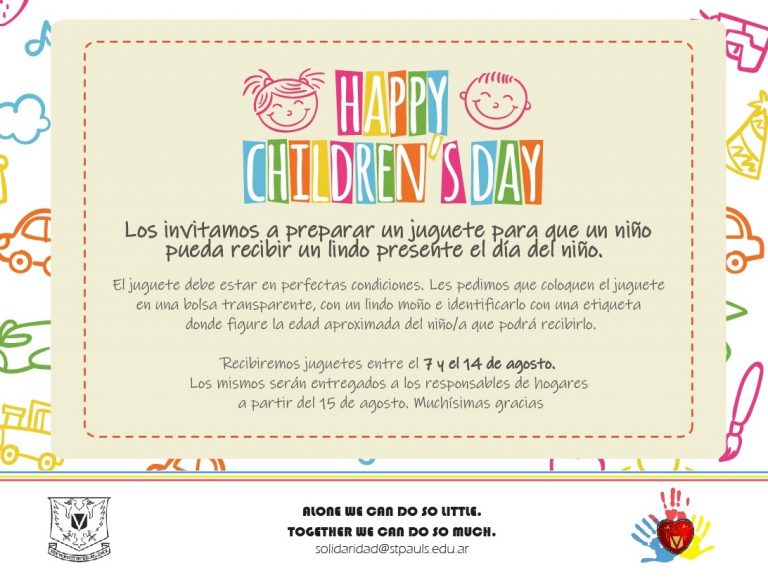 HAPPY
CHILDREN'S DAY
Los invitamos a preparar un juguete para que un niño
pueda recibir un lindo presente el día del niño.
El juguete debe estar en perfectas condiciones. Les pedimos que coloquen el juguete
en una bolsa transparente, con un lindo moño e identificarlo con una etiqueta
donde figure la edad aproximada del niño/a que podrá recibirlo.
Recibiremos juguetes entre el 7 y el 14 de agosto.
Los mismos serán entregados a los responsables de hogares
a partir del 15 de agosto. Muchísimas gracias
ALONE WE CAN DO SO LITTLE.
TOGETHER WE CAN DO SO MUCH.
solidaridad@stpauls.edu.ar